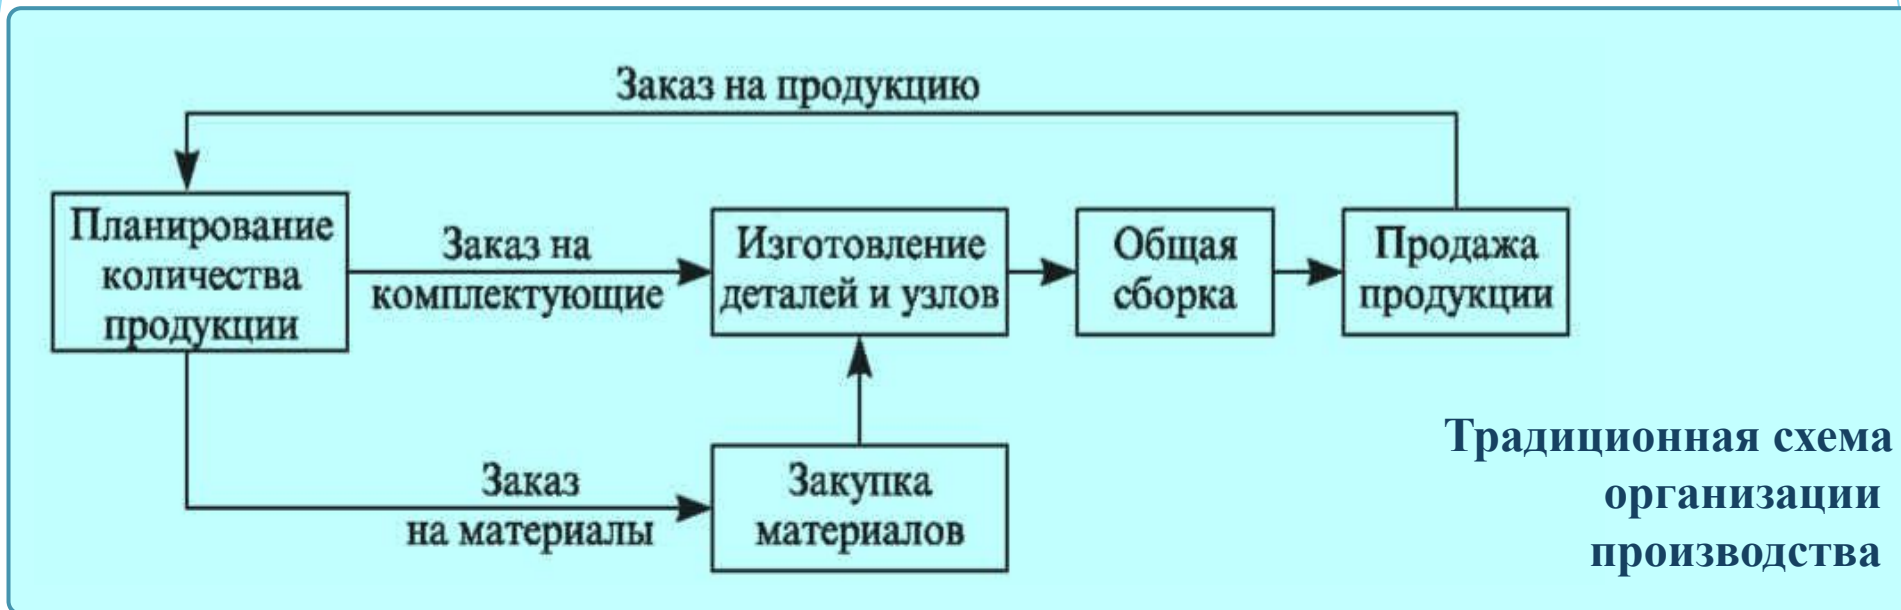 Заказ на продукцию
Планирование
количества
продукции
Заказ на
комплектующие
Изготовление
деталей и узлов
Общая
сборка
Продажа
продукции
Заказ
на материалы
Закупка
материалов
Традиционная схема
организации
производства